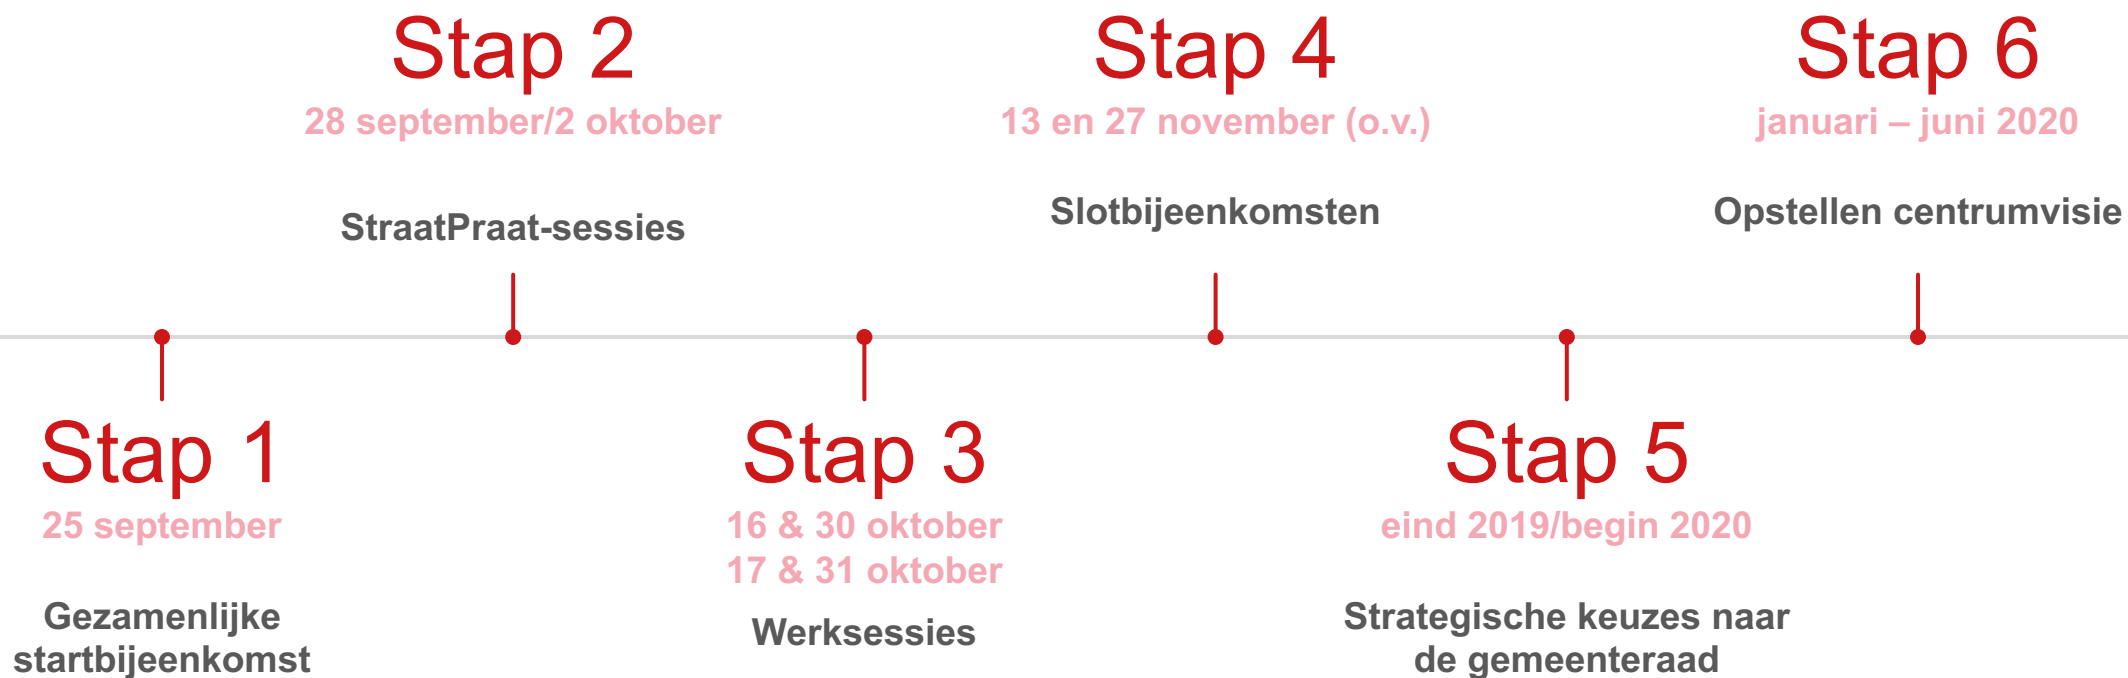 Stap 1
25 september
Gezamenlijke
startbijeenkomst
Stap 2
28 september/2 oktober
StraatPraat-sessies
Stap 3
16 & 30 oktober
17 & 31 oktober
Werksessies
Stap 4
13 en 27 november (o.v.)
Slotbijeenkomsten
Stap 5
eind 2019/begin 2020
Strategische keuzes naar
de gemeenteraad
Stap 6
januari – juni 2020
Opstellen centrumvisie